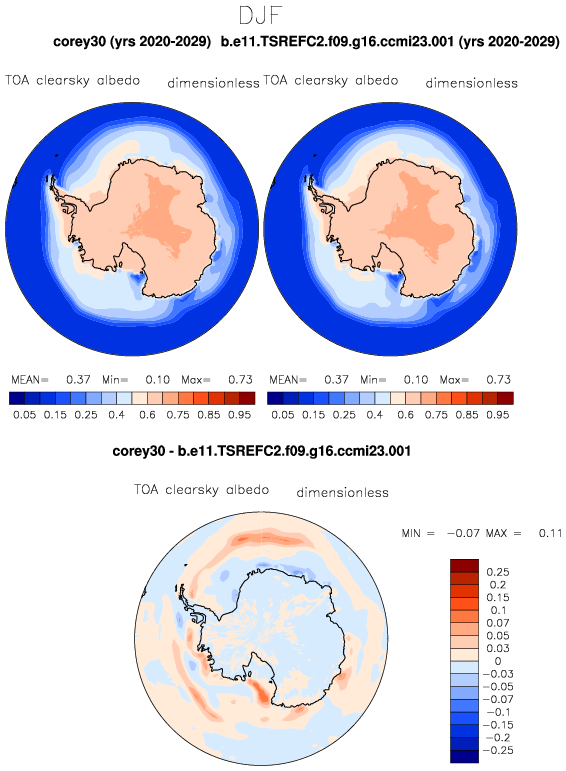 DJF
corey30 (yrs 2020-2029) b.e11.TSREFC2.f09.g16.ccmi23.001 (yrs 2020-2029)
TOA clearsky albedo dimensionless TOA clearsky albedo dimensionless
MEAN= 0.37 Min= 0.10 Max= 0.73 MEAN= 0.37 Min= 0.10 Max= 0.73
0.05 0.15 0.25 0.4 0.6 0.75 0.85 0.95 0.05 0.15 0.25 0.4 0.6 0.75 0.85 0.95
corey30 - b.e11.TSREFC2.f09.g16.ccmi23.001
TOA clearsky albedo dimensionless
MIN = -0.07 MAX = 0.11
0.25
0.2
0.15
0.1
0.07
0.05
0.03
0
-0.03
-0.05
-0.07
-0.1
-0.15
-0.2
-0.25